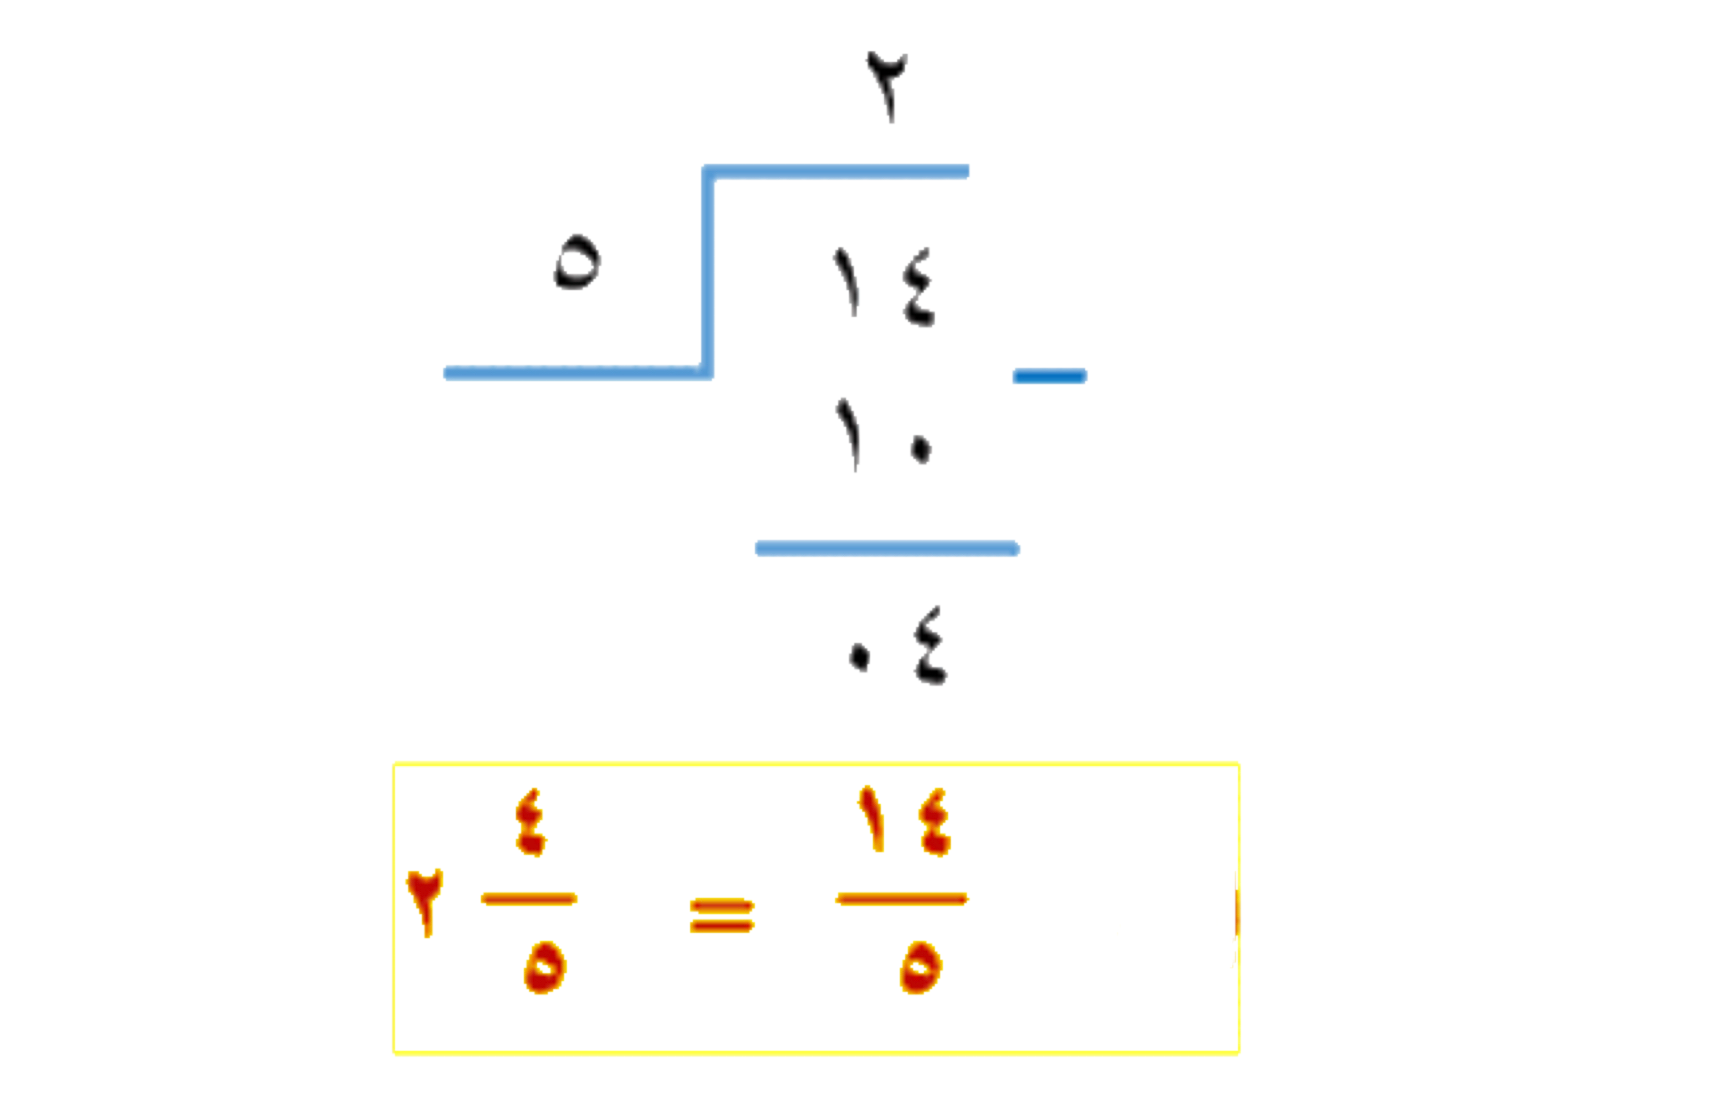 ٢
٥ ١٤
١٠ −
٠٤
٢ ٤/٥ = ١٤/٥